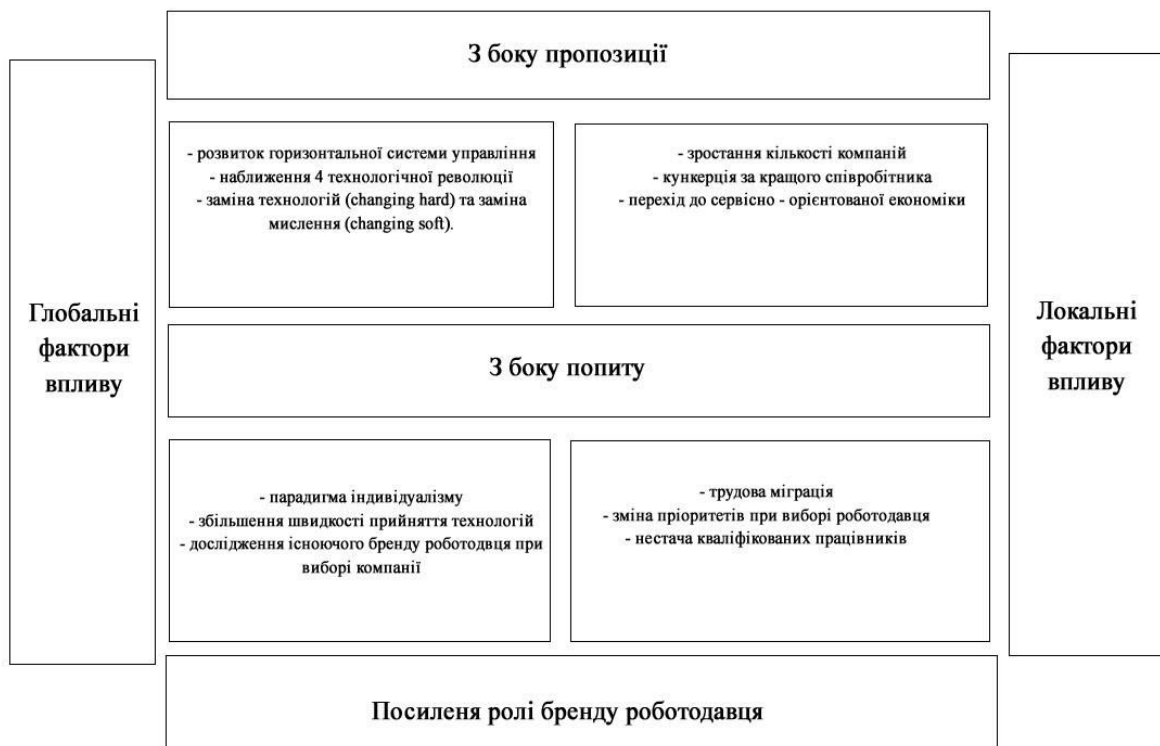 З боку пропозиції
- розвиток горизонтальної системи управління
- наближення 4 технологічної революції
- заміна технологій (changing hard) та заміна
мислення (changing soft).
- зростання кількості компаній
- кункерція за кращого співробітника
- перехід до сервісно - орієнтованої економіки
Глобальні
фактори
впливу
Локальні
фактори
впливу
З боку попиту
- парадигма індивідуалізму
- збільшення швидкості прийняття технологій
- дослідження існоючого бренду роботодвця при
виборі компанії
- трудова міграція
- зміна пріоритетів при виборі роботодавця
- нестача кваліфікованих працівників
Посиленя ролі бренду роботодавця